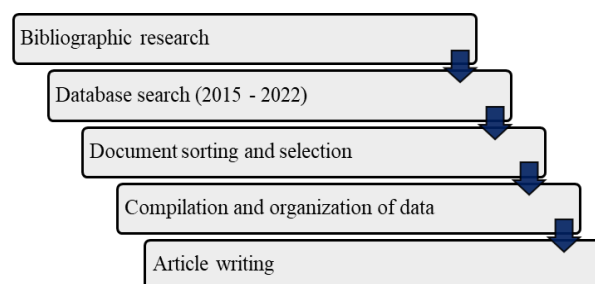 Bibliographic research
Database search (2015 - 2022)
Document sorting and selection
Compilation and organization of data
Article writing